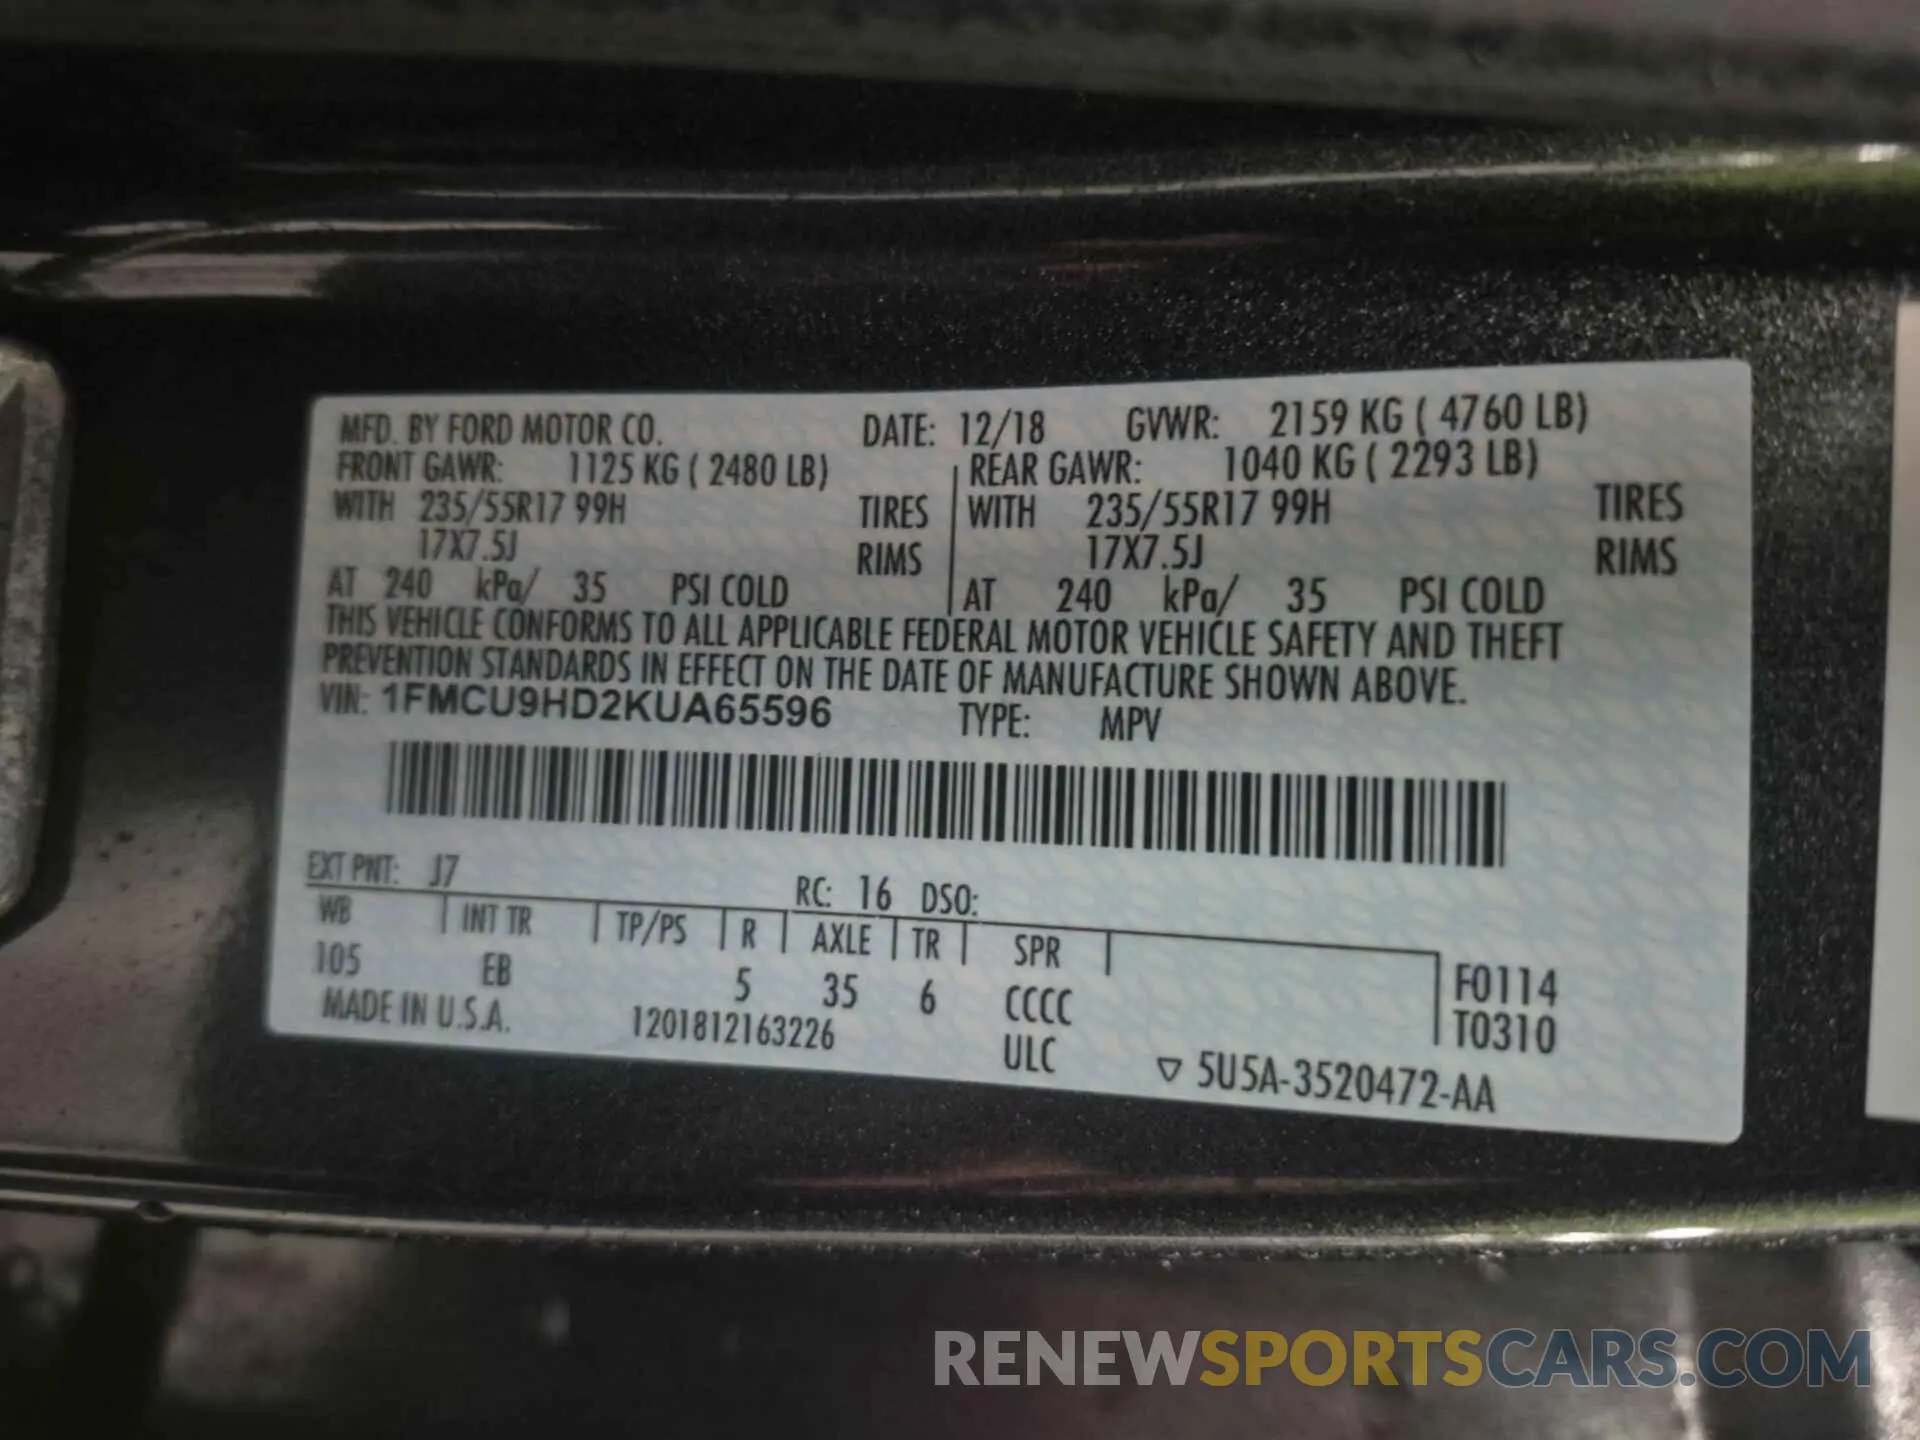 MFD. BY FORD MOTOR CO. DATE: 12/18 GVWR: 2159 KG ( 4760 LB)
FRONT GAWR: 1125 KG ( 2480 LB) REAR GAWR: 1040 KG ( 2293 LB)
WITH 235/55R17 99H TIRES WITH 235/55R17 99H TIRES
17X7.5J RIMS 17X7.5J RIMS
AT 240 kPa/ 35 PSI COLD AT 240 kPa/ 35 PSI COLD
THIS VEHICLE CONFORMS TO ALL APPLICABLE FEDERAL MOTOR VEHICLE SAFETY AND THEFT
PREVENTION STANDARDS IN EFFECT ON THE DATE OF MANUFACTURE SHOWN ABOVE.
VIN: 1FMCU9HD2KUA65596 TYPE: MPV
EXT PNT: J7 RC: 16 DSO:
WB INT TR TP/PS R AXLE TR SPR
105 EB 5 35 6 CCCC F0114
MADE IN U.S.A. 1201812163226 ULC T0310
▽ 5U5A-3520472-AA
RENEWSPORTSCARS.COM